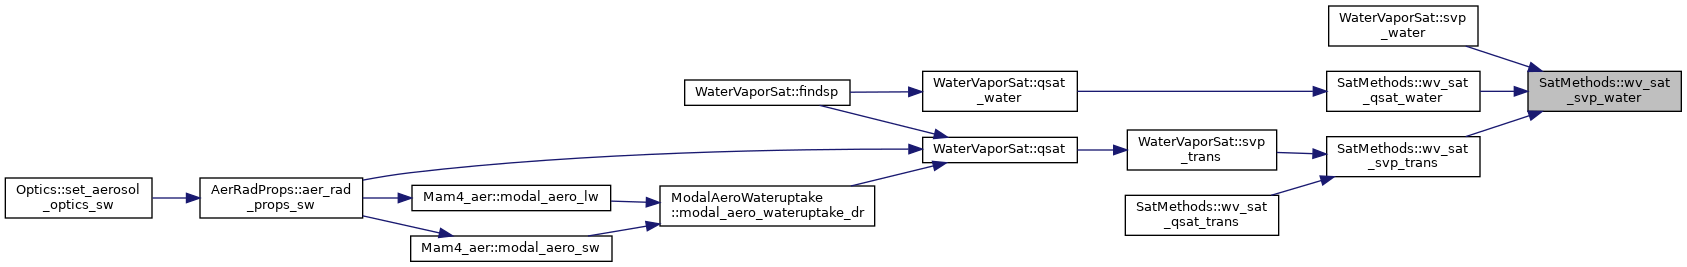 WaterVaporSat::svp
_water
SatMethods::wv_sat
_svp_water
WaterVaporSat::findsp
WaterVaporSat::qsat
_water
SatMethods::wv_sat
_qsat_water
WaterVaporSat::qsat
WaterVaporSat::svp
_trans
SatMethods::wv_sat
_svp_trans
Optics::set_aerosol
_optics_sw
AerRadProps::aer_rad
_props_sw
Mam4_aer::modal_aero_lw
ModalAeroWateruptake
::modal_aero_wateruptake_dr
SatMethods::wv_sat
_qsat_trans
Mam4_aer::modal_aero_sw